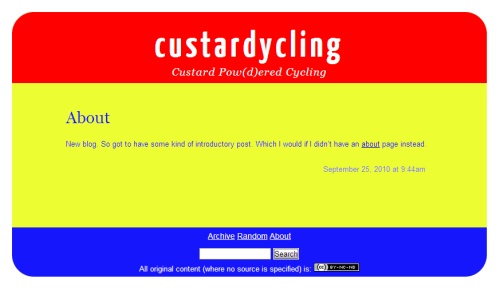 custardycling
Custard Pow(d)ered Cycling
About
New blog. So got to have some kind of introductory post. Which I would if I didn't have an about page instead.
September 25, 2010 at 9:44am
Archive Random About
Search
All original content (where no source is specified) is: (cc) BY-NC-ND